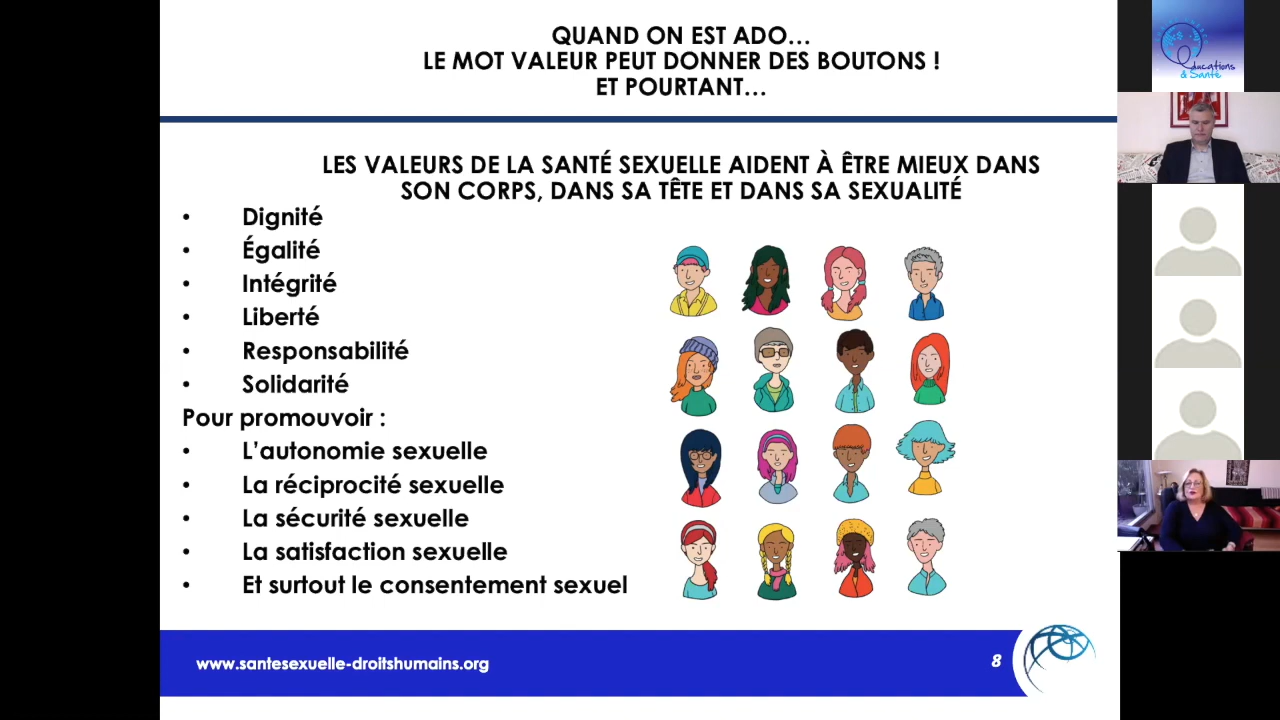 QUAND ON EST ADO…
LE MOT VALEUR PEUT DONNER DES BOUTONS !
ET POURTANT…
LES VALEURS DE LA SANTÉ SEXUELLE AIDENT À ÊTRE MIEUX DANS
SON CORPS, DANS SA TÊTE ET DANS SA SEXUALITÉ
• Dignité
• Égalité
• Intégrité
• Liberté
• Responsabilité
• Solidarité
Pour promouvoir :
• L’autonomie sexuelle
• La réciprocité sexuelle
• La sécurité sexuelle
• La satisfaction sexuelle
• Et surtout le consentement sexuel
www.santesexuelle-droitshumains.org
8
Educations
& Santé